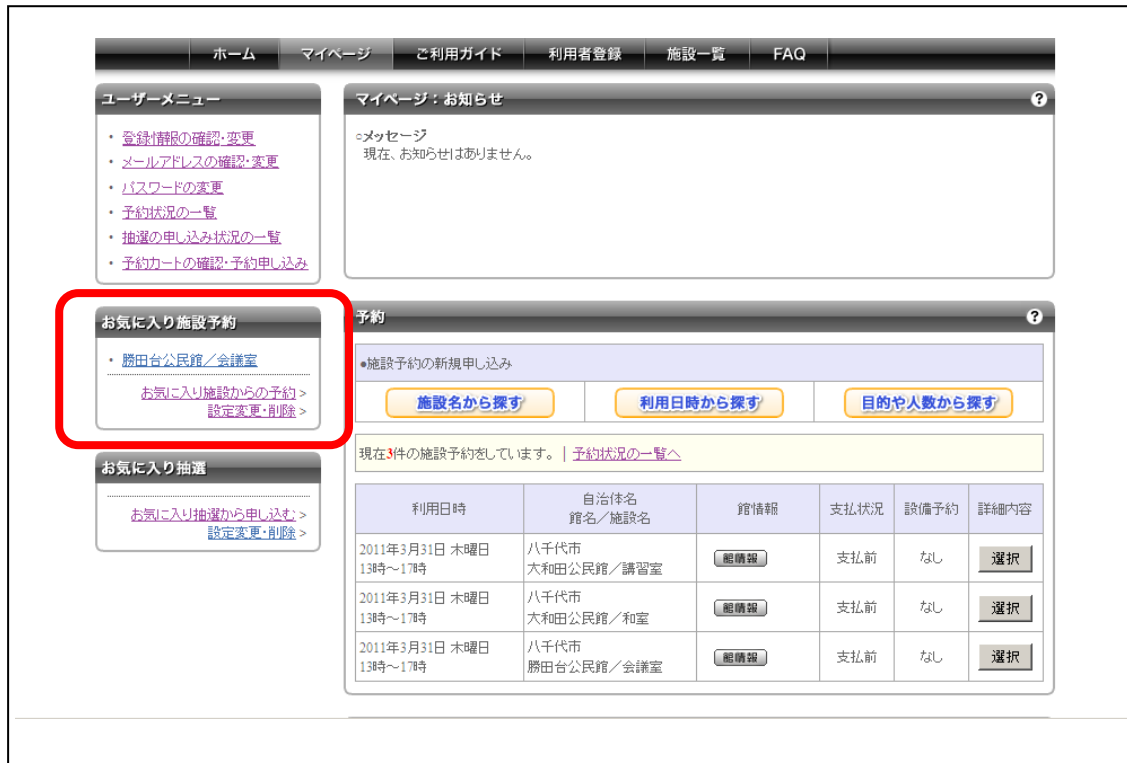 ホーム マイページ ご利用ガイド 利用者登録 施設一覧 FAQ
ユーザーメニュー
・登録情報の確認・変更
・メールアドレスの確認・変更
・パスワードの変更
・予約状況の一覧
・抽選の申し込み状況の一覧
・予約カートの確認・予約申し込み
マイページ：お知らせ ?
○メッセージ
現在、お知らせはありません。
お気に入り施設予約
・勝田台公民館／会議室
お気に入り施設からの予約 >
設定変更・削除 >
お気に入り抽選
お気に入り抽選から申し込む >
設定変更・削除 >
予約 ?
●施設予約の新規申し込み
施設名から探す 利用日時から探す 目的や人数から探す
現在3件の施設予約をしています。 | 予約状況の一覧へ
利用日時 自治体名 館情報 支払状況 設備予約 詳細内容
館名／施設名
2011年3月31日 木曜日 八千代市
13時～17時 大和田公民館／講習室 館情報 支払前 なし 選択
2011年3月31日 木曜日 八千代市
13時～17時 大和田公民館／和室 館情報 支払前 なし 選択
2011年3月31日 木曜日 八千代市
13時～17時 勝田台公民館／会議室 館情報 支払前 なし 選択